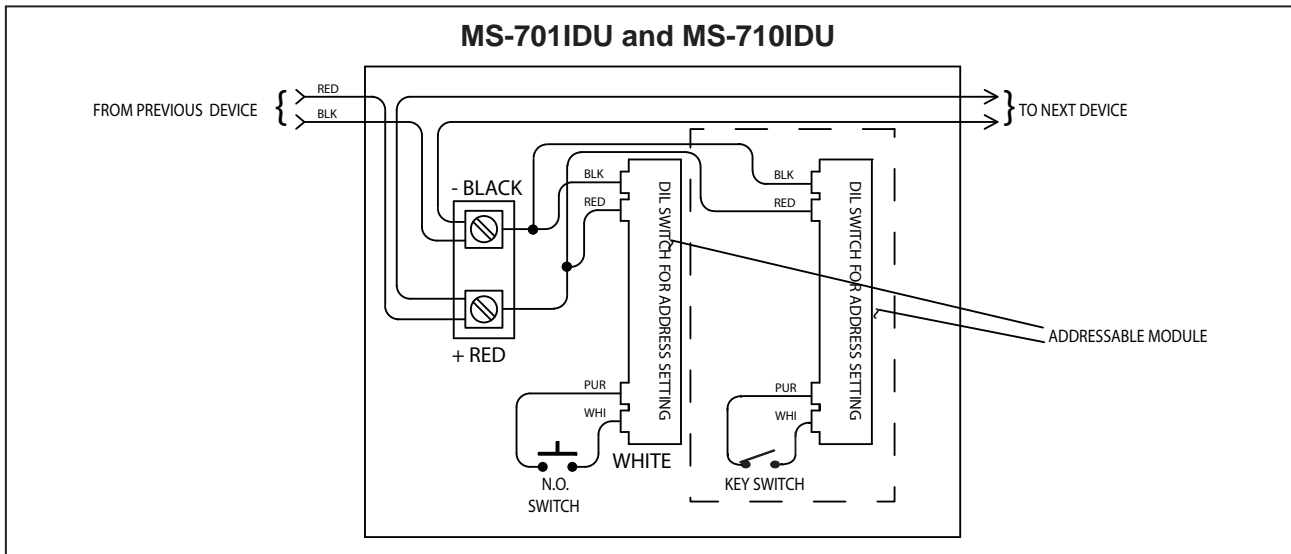 MS-701IDU and MS-710IDU
RED
FROM PREVIOUS DEVICE
BLK
TO NEXT DEVICE
- BLACK
BLK
RED
DIL SWITCH FOR ADDRESS SETTING
BLK
RED
DIL SWITCH FOR ADDRESS SETTING
+ RED
ADDRESSABLE MODULE
PUR
WHI
WHITE
N.O.
SWITCH
PUR
WHI
KEY SWITCH